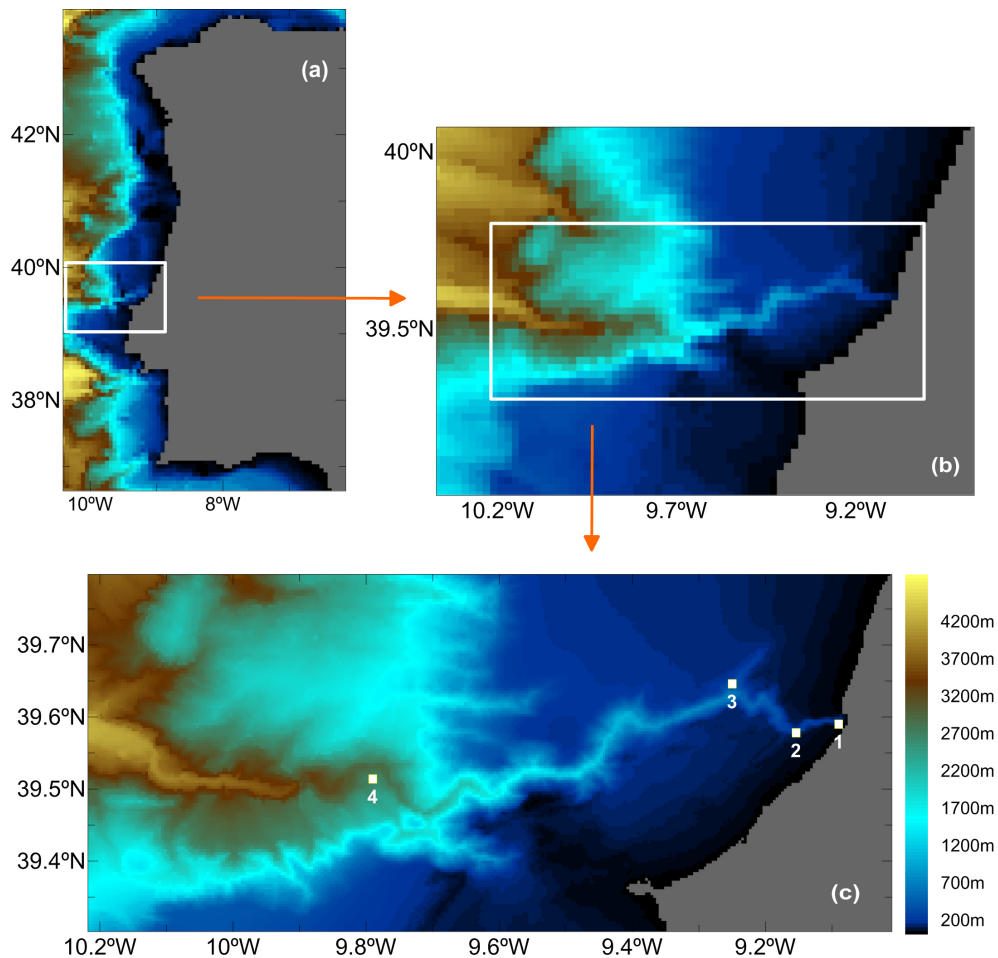 (a)
42ºN
40ºN
38ºN
10ºW 8ºW
40ºN
39.5ºN
(b)
10.2ºW 9.7ºW 9.2ºW
39.7ºN
39.6ºN
39.5ºN
39.4ºN
3
2
1
4
(c)
10.2ºW 10ºW 9.8ºW 9.6ºW 9.4ºW 9.2ºW
4200m
3700m
3200m
2700m
2200m
1700m
1200m
700m
200m